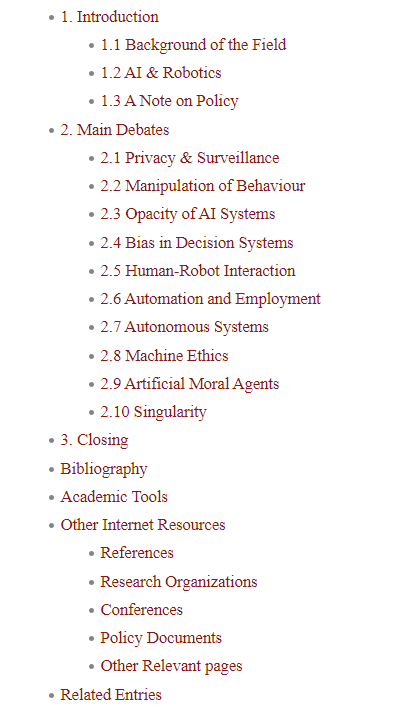 1. Introduction
1.1 Background of the Field
1.2 AI & Robotics
1.3 A Note on Policy
2. Main Debates
2.1 Privacy & Surveillance
2.2 Manipulation of Behaviour
2.3 Opacity of AI Systems
2.4 Bias in Decision Systems
2.5 Human-Robot Interaction
2.6 Automation and Employment
2.7 Autonomous Systems
2.8 Machine Ethics
2.9 Artificial Moral Agents
2.10 Singularity
3. Closing
Bibliography
Academic Tools
Other Internet Resources
References
Research Organizations
Conferences
Policy Documents
Other Relevant pages
Related Entries